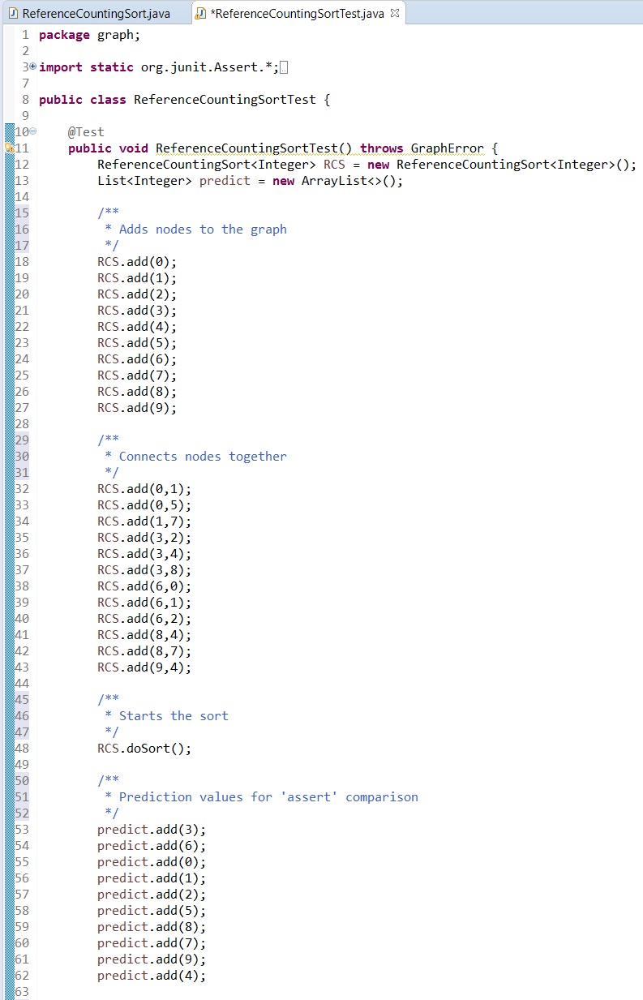 ReferenceCountingSort.java *ReferenceCountingSortTest.java
1 package graph;
2
3 import static org.junit.Assert.*;
7
8 public class ReferenceCountingSortTest {
9
10 @Test
11 public void ReferenceCountingSortTest() throws GraphError {
12 ReferenceCountingSort<Integer> RCS = new ReferenceCountingSort<Integer>();
13 List<Integer> predict = new ArrayList<>();
14
15 /**
16 * Adds nodes to the graph
17 */
18 RCS.add(0);
19 RCS.add(1);
20 RCS.add(2);
21 RCS.add(3);
22 RCS.add(4);
23 RCS.add(5);
24 RCS.add(6);
25 RCS.add(7);
26 RCS.add(8);
27 RCS.add(9);
28
29 /**
30 * Connects nodes together
31 */
32 RCS.add(0,1);
33 RCS.add(0,5);
34 RCS.add(1,7);
35 RCS.add(3,2);
36 RCS.add(3,4);
37 RCS.add(3,8);
38 RCS.add(6,0);
39 RCS.add(6,1);
40 RCS.add(6,2);
41 RCS.add(8,4);
42 RCS.add(8,7);
43 RCS.add(9,4);
44
45 /**
46 * Starts the sort
47 */
48 RCS.doSort();
49
50 /**
51 * Prediction values for 'assert' comparison
52 */
53 predict.add(3);
54 predict.add(6);
55 predict.add(0);
56 predict.add(1);
57 predict.add(2);
58 predict.add(5);
59 predict.add(8);
60 predict.add(7);
61 predict.add(9);
62 predict.add(4);
63